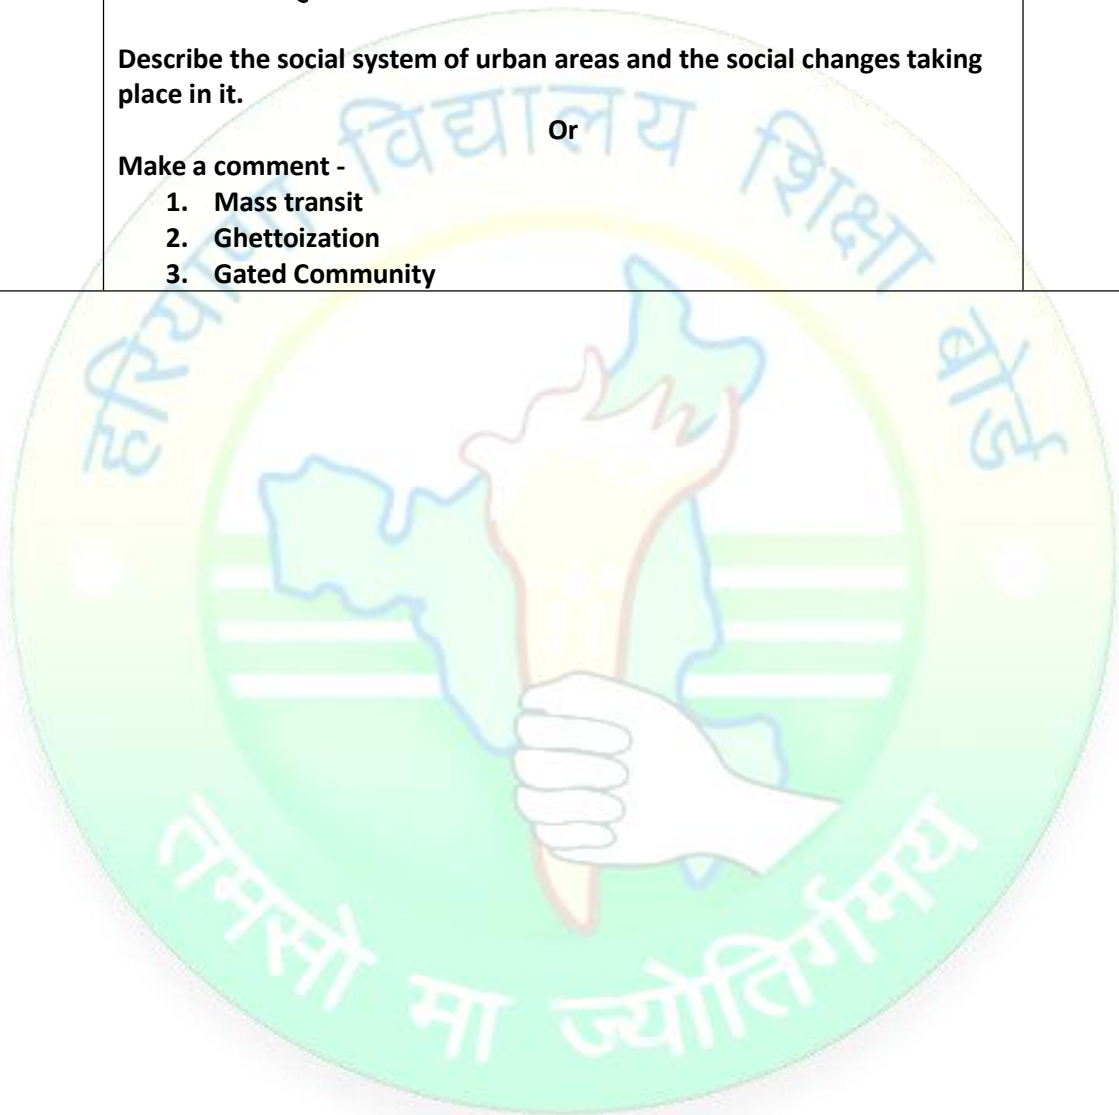 Describe the social system of urban areas and the social changes taking
place in it.
Or
Make a comment -
1. Mass transit
2. Ghettoization
3. Gated Community
हरियाणा विद्यालय शिक्षा बोर्ड
तमसो मा ज्योतिर्गमय